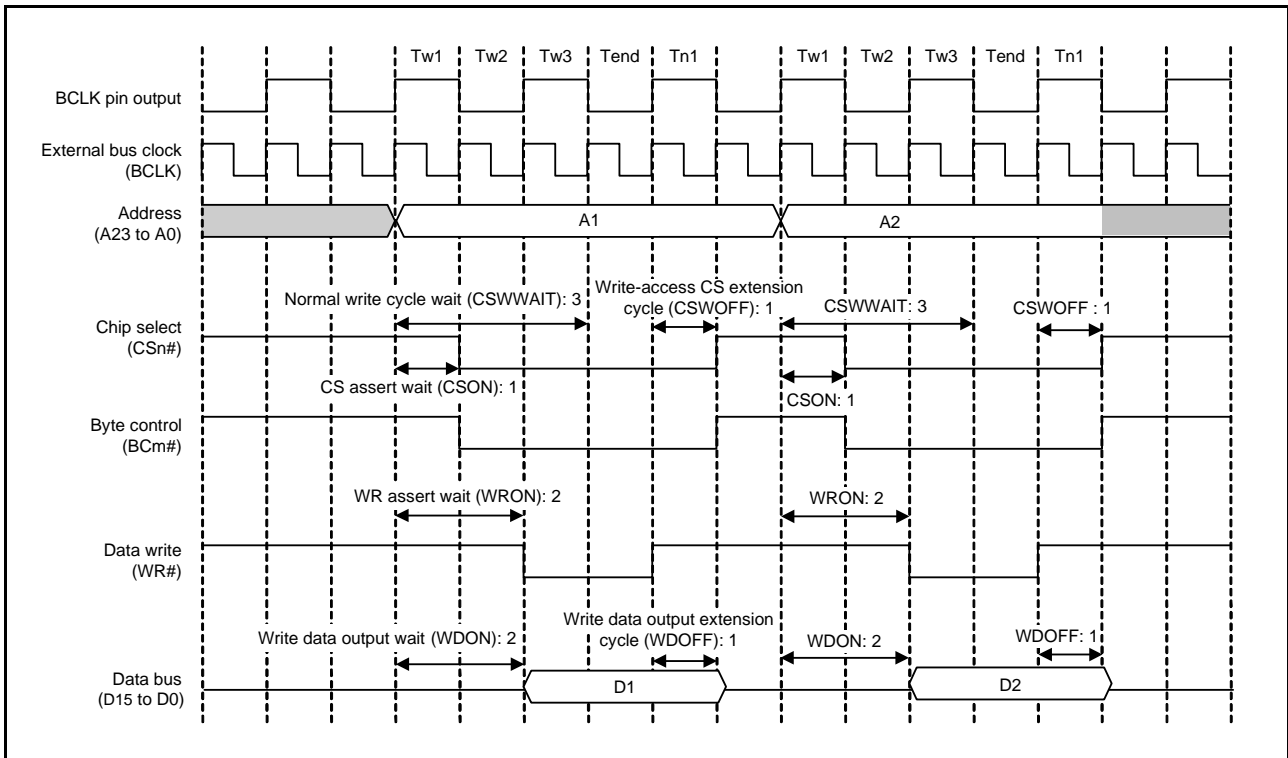 Tw1 Tw2 Tw3 Tend Tn1 Tw1 Tw2 Tw3 Tend Tn1
BCLK pin output
External bus clock
(BCLK)
Address
(A23 to A0)
A1
A2
Normal write cycle wait (CSWWAIT): 3
Write-access CS extension
cycle (CSWOFF): 1
CSWWAIT: 3
CSWOFF : 1
Chip select
(CSn#)
CS assert wait (CSON): 1
CSON: 1
Byte control
(BCm#)
WR assert wait (WRON): 2
WRON: 2
Data write
(WR#)
Write data output wait (WDON): 2
Write data output extension
cycle (WDOFF): 1
WDON: 2
WDOFF: 1
Data bus
(D15 to D0)
D1
D2